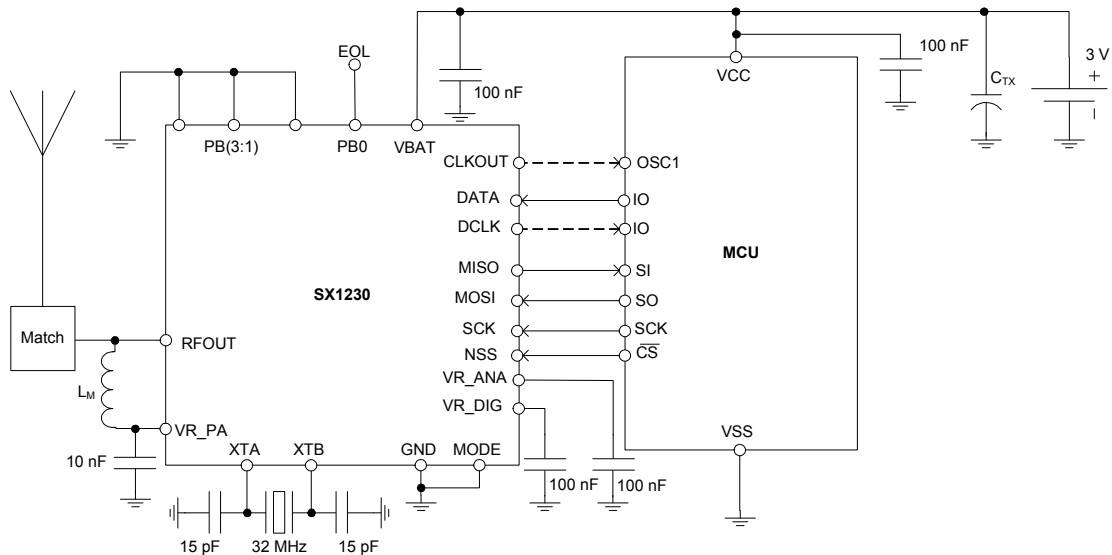 EOL
100 nF
VCC
100 nF
C_TX
3 V
+
-
PB(3:1)
PB0
VBAT
CLKOUT
OSC1
DATA
IO
DCLK
IO
MISO
SI
MOSI
SO
SCK
SCK
NSS
C̅S̅
SX1230
MCU
Match
RFOUT
L_M
VR_ANA
VR_DIG
VR_PA
XTA
XTB
GND
MODE
VSS
10 nF
100 nF
100 nF
15 pF
32 MHz
15 pF